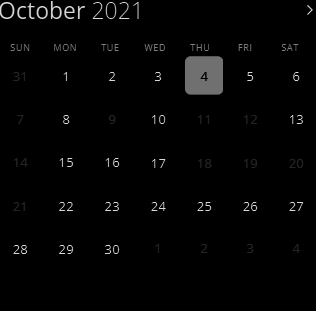 October 2021
SUN MON TUE WED THU FRI SAT
31 1 2 3 4 5 6
7 8 9 10 11 12 13
14 15 16 17 18 19 20
21 22 23 24 25 26 27
28 29 30 1 2 3 4